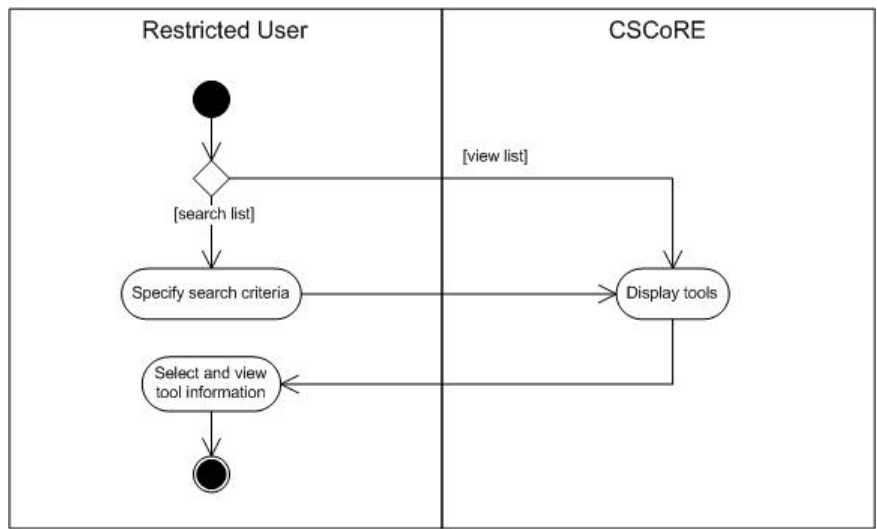 Restricted User
CSCoRE
[view list]
[search list]
Specify search criteria
Display tools
Select and view
tool information